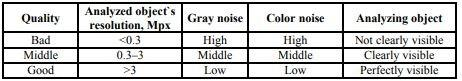 Quality Analyzed object`s resolution, Mpx Gray noise Color noise Analyzing object
Bad <0.3 High High Not clearly visible
Middle 0.3–3 Middle Middle Clearly visible
Good >3 Low Low Perfectly visible